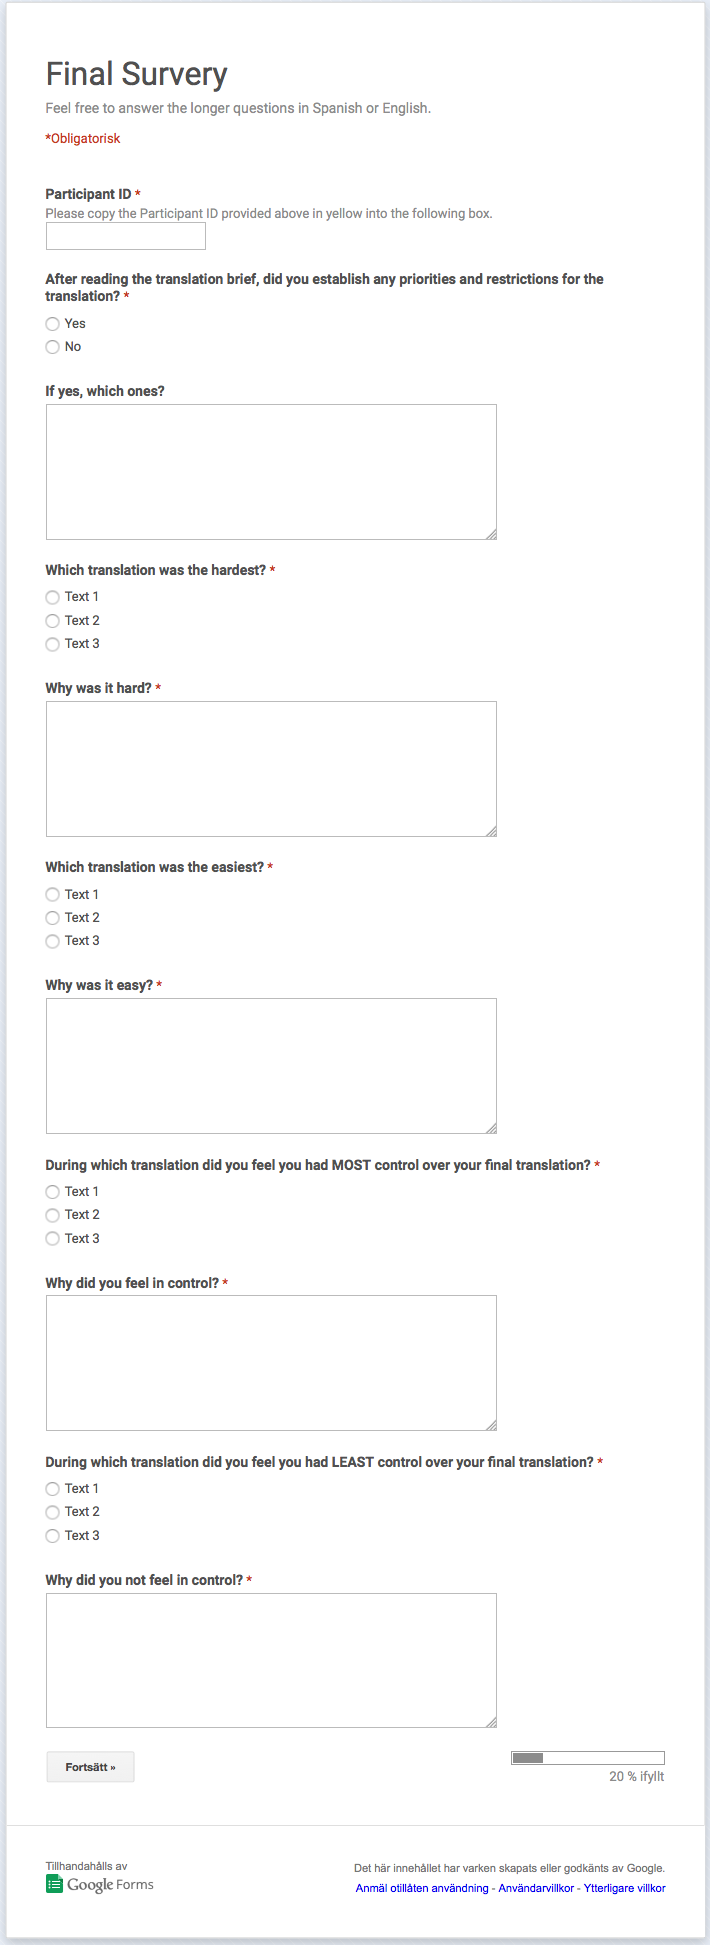 Final Survery
Feel free to answer the longer questions in Spanish or English.
*Obligatorisk
Participant ID *
Please copy the Participant ID provided above in yellow into the following box.
After reading the translation brief, did you establish any priorities and restrictions for the
translation? *
Yes
No
If yes, which ones?
Which translation was the hardest? *
Text 1
Text 2
Text 3
Why was it hard? *
Which translation was the easiest? *
Text 1
Text 2
Text 3
Why was it easy? *
During which translation did you feel you had MOST control over your final translation? *
Text 1
Text 2
Text 3
Why did you feel in control? *
During which translation did you feel you had LEAST control over your final translation? *
Text 1
Text 2
Text 3
Why did you not feel in control? *
Fortsätt »
20 % ifyllt
Tillhandahålls av
Google Forms
Det här innehållet har varken skapats eller godkänts av Google.
Anmäl otillåten användning - Användarvillkor - Ytterligare villkor